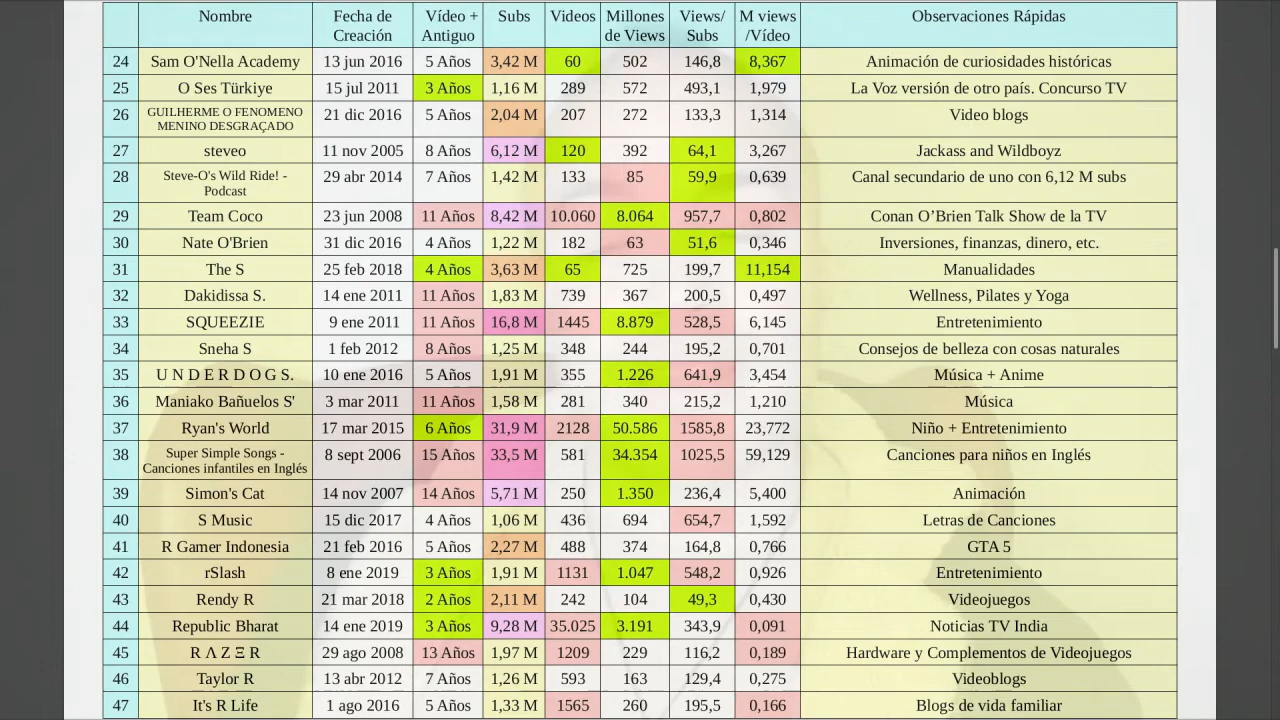 Nombre Fecha de Creación Vídeo + Antiguo Subs Videos Millones de Views Views/ Subs M views /Vídeo Observaciones Rápidas
24 Sam O'Nella Academy 13 jun 2016 5 Años 3,42 M 60 502 146,8 8,367 Animación de curiosidades históricas
25 O Ses Türkiye 15 jul 2011 3 Años 1,16 M 289 572 493,1 1,979 La Voz versión de otro país. Concurso TV
26 GUILHERME O FENOMENO MENINO DESGRAÇADO 21 dic 2016 5 Años 2,04 M 207 272 133,3 1,314 Video blogs
27 steveo 11 nov 2005 8 Años 6,12 M 120 392 64,1 3,267 Jackass and Wildboyz
28 Steve-O's Wild Ride! - Podcast 29 abr 2014 7 Años 1,42 M 133 85 59,9 0,639 Canal secundario de uno con 6,12 M subs
29 Team Coco 23 jun 2008 11 Años 8,42 M 10.060 8.064 957,7 0,802 Conan O’Brien Talk Show de la TV
30 Nate O'Brien 31 dic 2016 4 Años 1,22 M 182 63 51,6 0,346 Inversiones, finanzas, dinero, etc.
31 The S 25 feb 2018 4 Años 3,63 M 65 725 199,7 11,154 Manualidades
32 Dakidissa S. 14 ene 2011 11 Años 1,83 M 739 367 200,5 0,497 Wellness, Pilates y Yoga
33 SQUEEZIE 9 ene 2011 11 Años 16,8 M 1445 8.879 528,5 6,145 Entretenimiento
34 Sneha S 1 feb 2012 8 Años 1,25 M 348 244 195,2 0,701 Consejos de belleza con cosas naturales
35 U N D E R D O G S. 10 ene 2016 5 Años 1,91 M 355 1.226 641,9 3,454 Música + Anime
36 Maniako Bañuelos S' 3 mar 2011 11 Años 1,58 M 281 340 215,2 1,210 Música
37 Ryan's World 17 mar 2015 6 Años 31,9 M 2128 50.586 1585,8 23,772 Niño + Entretenimiento
38 Super Simple Songs - Canciones infantiles en Inglés 8 sept 2006 15 Años 33,5 M 581 34.354 1025,5 59,129 Canciones para niños en Inglés
39 Simon's Cat 14 nov 2007 14 Años 5,71 M 250 1.350 236,4 5,400 Animación
40 S Music 15 dic 2017 4 Años 1,06 M 436 694 654,7 1,592 Letras de Canciones
41 R Gamer Indonesia 21 feb 2016 5 Años 2,27 M 488 374 164,8 0,766 GTA 5
42 rSlash 8 ene 2019 3 Años 1,91 M 1131 1.047 548,2 0,926 Entretenimiento
43 Rendy R 21 mar 2018 2 Años 2,11 M 242 104 49,3 0,430 Videojuegos
44 Republic Bharat 14 ene 2019 3 Años 9,28 M 35.025 3.191 343,9 0,091 Noticias TV India
45 R Λ Z Ξ R 29 ago 2008 13 Años 1,97 M 1209 229 116,2 0,189 Hardware y Complementos de Videojuegos
46 Taylor R 13 abr 2012 7 Años 1,26 M 593 163 129,4 0,275 Videoblogs
47 It's R Life 1 ago 2016 5 Años 1,33 M 1565 260 195,5 0,166 Blogs de vida familiar